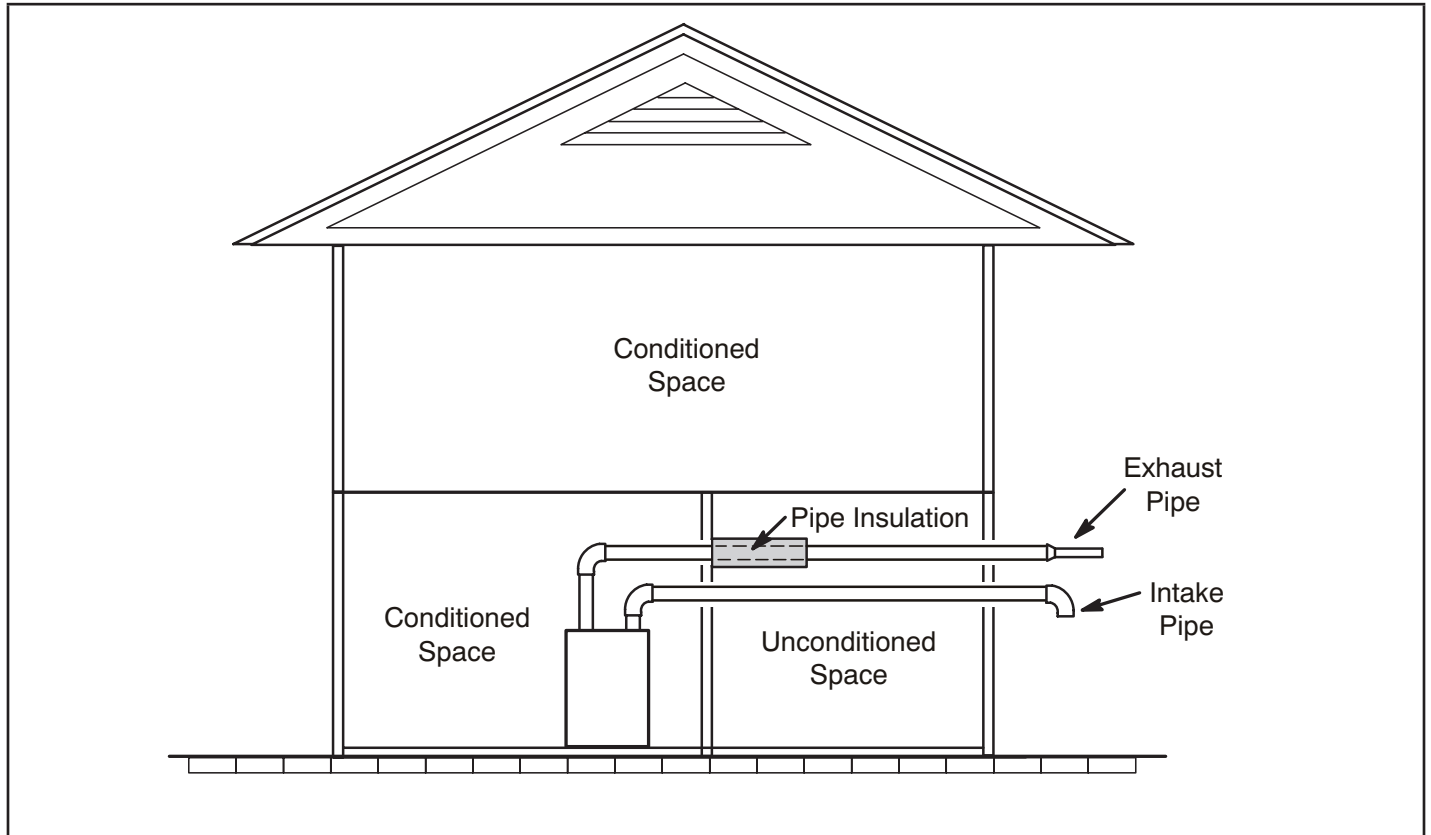 Conditioned
Space
Exhaust
Pipe
Pipe Insulation
Intake
Pipe
Conditioned
Space
Unconditioned
Space